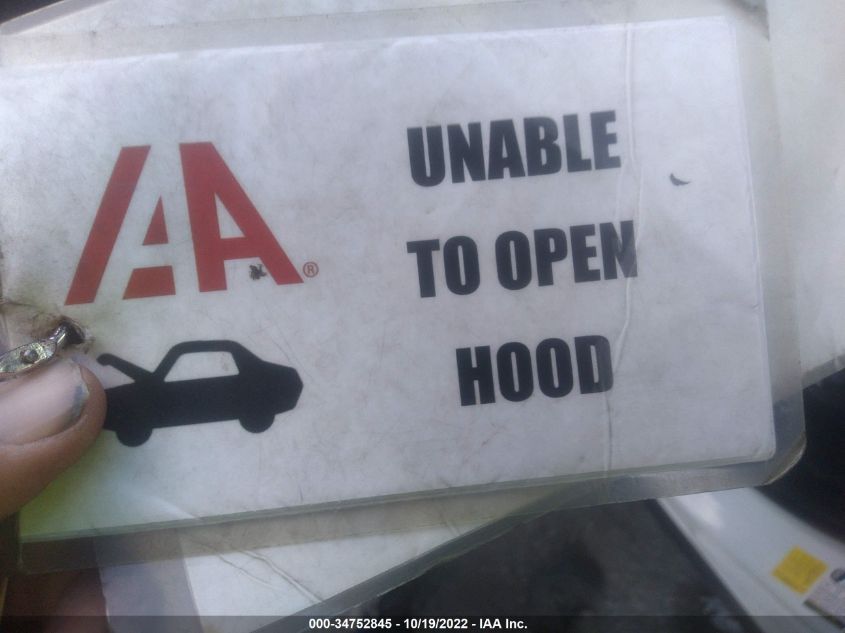 IAA®
UNABLE
TO OPEN
HOOD
000-34752845 - 10/19/2022 - IAA Inc.